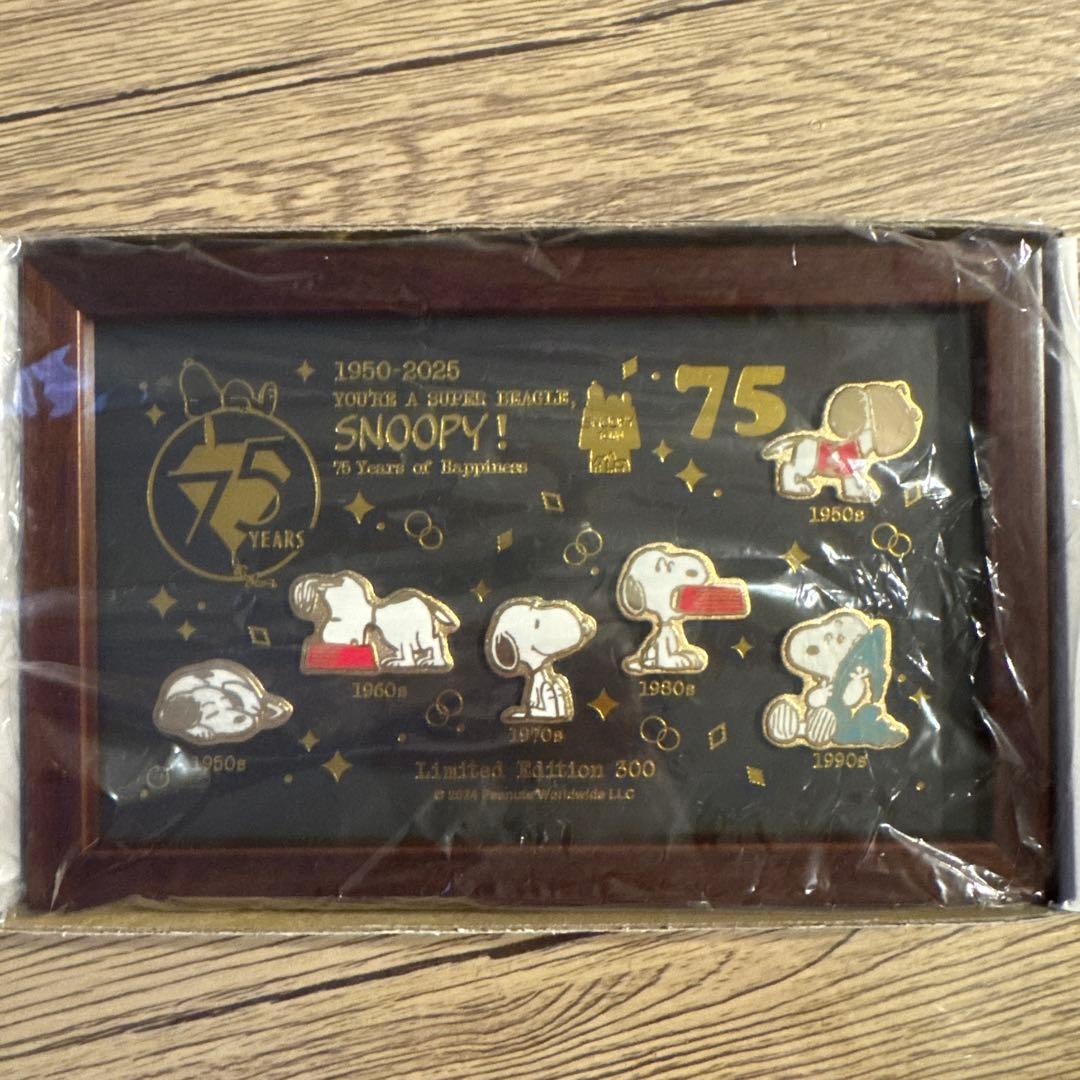 75
YEARS
1950-2025
YOU'RE A SUPER BEAGLE,
SNOOPY!
75 Years of Happiness
75
1950s
1960s
1980s
1970s
1950s
1990s
Limited Edition 300
© 2024 Peanuts Worldwide LLC